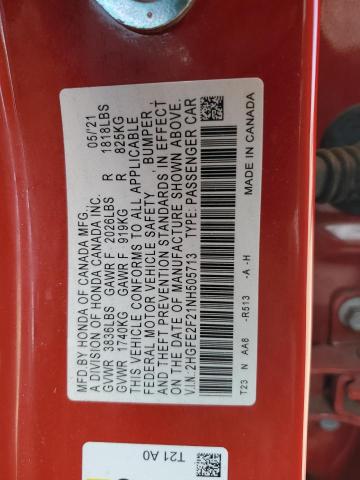 MFD.BY HONDA OF CANADA MFG.,
A DIVISION OF HONDA CANADA INC. 05/'21
GVWR 3838LBS GAWR F 2026LBS R 1818LBS
GVWR 1740KG GAWR F 919KG R 825KG
THIS VEHICLE CONFORMS TO ALL APPLICABLE
FEDERAL MOTOR VEHICLE SAFETY, BUMPER,
AND THEFT PREVENTION STANDARDS IN EFFECT
ON THE DATE OF MANUFACTURE SHOWN ABOVE.
V.I.N:2HGFE2F21NH505713 TYPE:PASSENGER CAR
MADE IN CANADA
T23 N AA8 -R513 -A -H
T21 A0